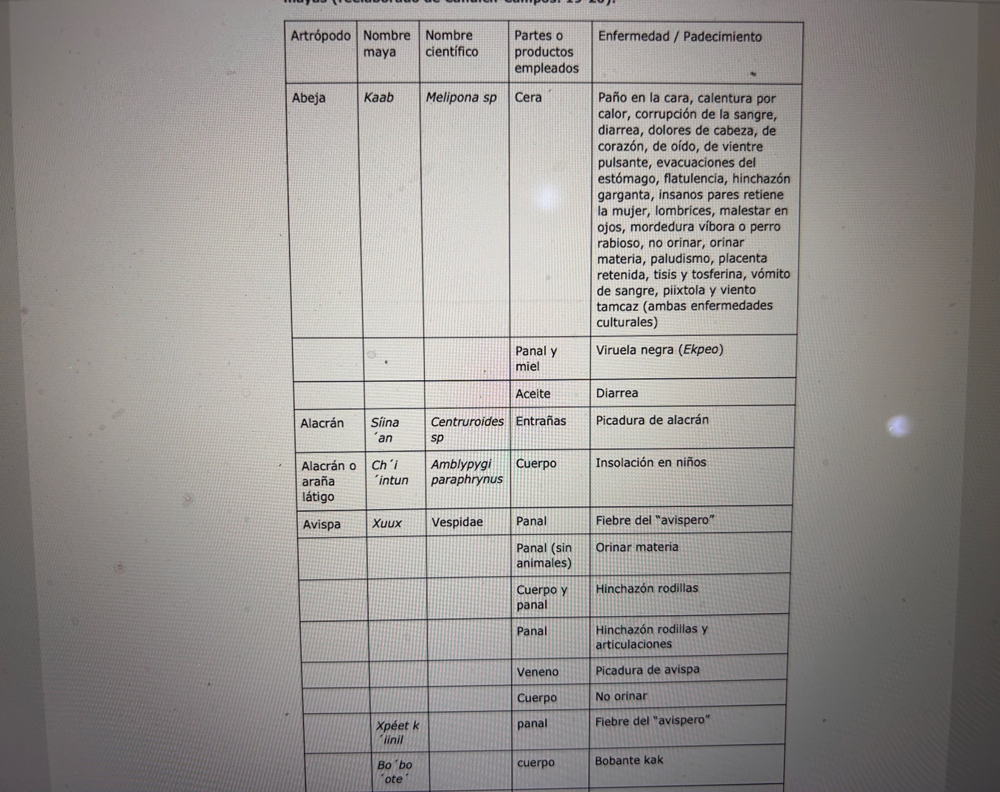 mayas (reelaborado de Canulich Campos: 19-20).
Artrópodo
Nombre
maya
Nombre
científico
Partes o
productos
empleados
Enfermedad / Padecimiento
Abeja
Kaab
Melipona sp
Cera
Paño en la cara, calentura por
calor, corrupción de la sangre,
diarrea, dolores de cabeza, de
corazón, de oído, de vientre
pulsante, evacuaciones del
estómago, flatulencia, hinchazón
garganta, insanos pares retiene
la mujer, lombrices, malestar en
ojos, mordedura víbora o perro
rabioso, no orinar, orinar
materia, paludismo, placenta
retenida, tisis y tosferina, vómito
de sangre, piixtola y viento
tamcaz (ambas enfermedades
culturales)
Panal y
miel
Viruela negra (Ekpeo)
Aceite
Diarrea
Alacrán
Síina
´an
Centruroides
sp
Entrañas
Picadura de alacrán
Alacrán o
araña
látigo
Ch´i
´intun
Amblypygi
paraphrynus
Cuerpo
Insolación en niños
Avispa
Xuux
Vespidae
Panal
Fiebre del “avispero”
Panal (sin
animales)
Orinar materia
Cuerpo y
panal
Hinchazón rodillas
Panal
Hinchazón rodillas y
articulaciones
Veneno
Picadura de avispa
Cuerpo
No orinar
Xpéet k
´iinil
panal
Fiebre del “avispero”
Bo´bo
´ote´
cuerpo
Bobante kak